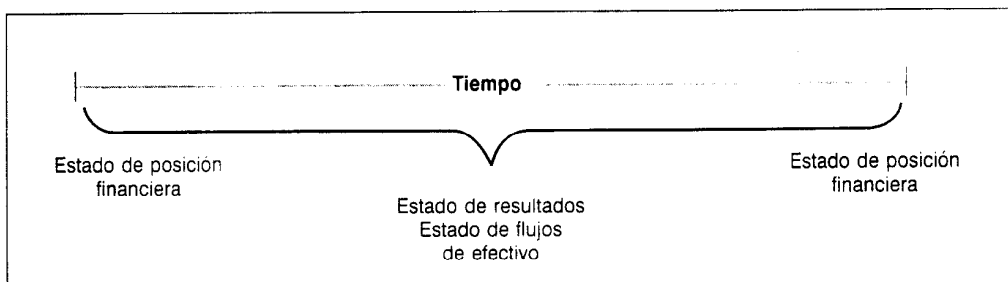 Tiempo
Estado de posición
financiera
Estado de resultados
Estado de flujos
de efectivo
Estado de posición
financiera